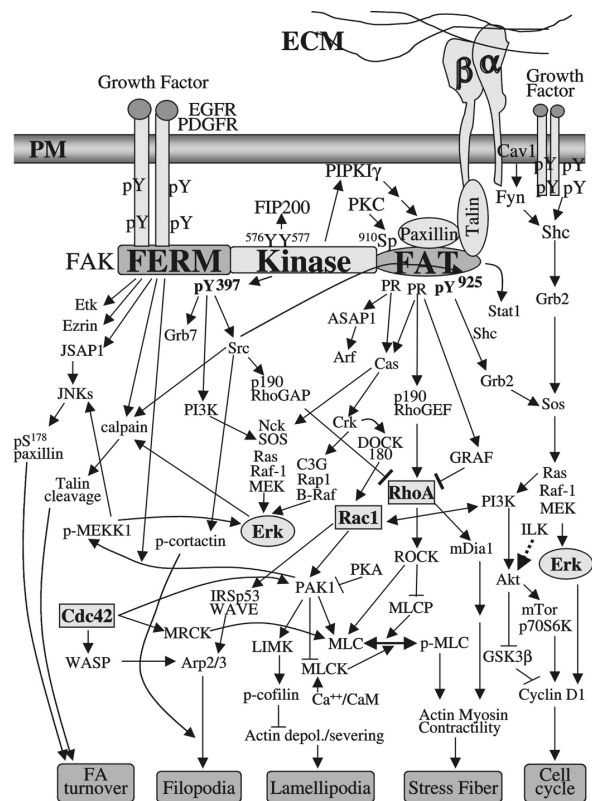 ECM
β α
Growth Factor
EGFR
PDGFR
Growth
Factor
PM
Cav1
pY pY
pY pY
pY pY
pY
PIPKIγ
Fyn
FIP200
PKC
Talin
Paxillin
Shc
⁵⁷⁶YY⁵⁷⁷
⁹¹⁰Sp
FAK
FERM
Kinase
FAT
pY³⁹⁷
PR PR pY⁹²⁵
Stat1
Grb2
Etk
Ezrin
Grb7
ASAP1
Shc
JSAP1
Src
Arf
Cas
Grb2
Sos
JNKs
p190
RhoGAP
p190
RhoGEF
PI3K
calpain
Nck
SOS
Crk
DOCK
180
pS¹⁷⁸
paxillin
Ras
Raf-1
MEK
C3G
Rap1
B-Raf
GRAF
Ras
Raf-1
MEK
Talin
cleavage
RhoA
PI3K
p-MEKK1
Erk
Rac1
ILK
p-cortactin
ROCK
mDia1
Erk
PKA
Akt
IRSp53
WAVE
PAK1
mTor
p70S6K
Cdc42
MLCP
MRCK
LIMK
MLC
p-MLC
GSK3β
WASP
Arp2/3
MLCK
p-cofilin
Ca⁺⁺/CaM
Cyclin D1
Actin depol./severing
Actin Myosin
Contractility
FA
turnover
Filopodia
Lamellipodia
Stress Fiber
Cell
cycle